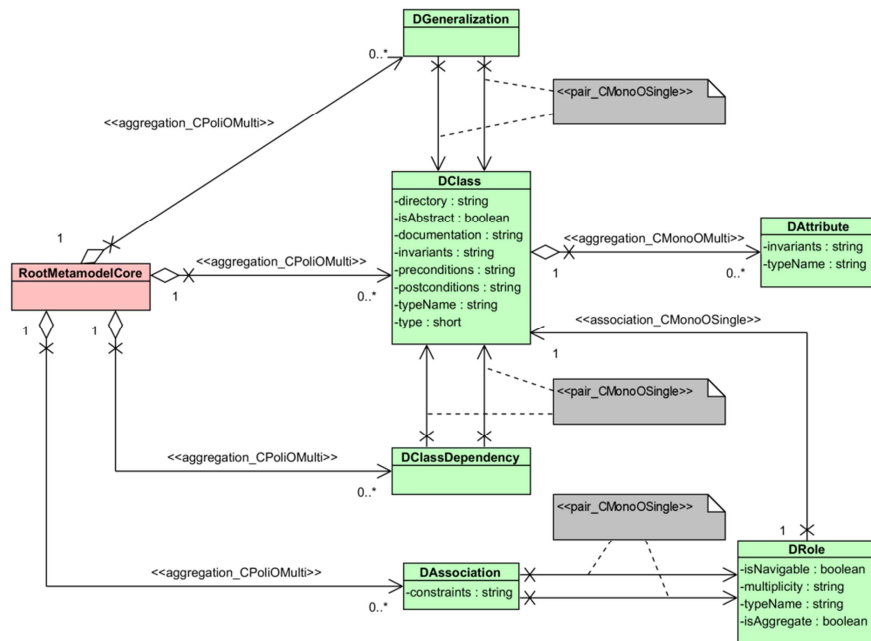 DGeneralization
0..*
<<pair_CMonoOSingle>>
<<aggregation_CPoliOMulti>>
DClass
-directory : string
-isAbstract : boolean
-documentation : string
-invariants : string
-preconditions : string
-postconditions : string
-typeName : string
-type : short
DAttribute
-invariants : string
-typeName : string
<<aggregation_CMonoOMulti>>
1
0..*
1
RootMetamodelCore
<<aggregation_CPoliOMulti>>
1
0..*
<<association_CMonoOSingle>>
1
1
1
1
<<pair_CMonoOSingle>>
<<aggregation_CPoliOMulti>>
0..*
DClassDependency
<<pair_CMonoOSingle>>
<<aggregation_CPoliOMulti>>
0..*
DAssociation
-constraints : string
DRole
-isNavigable : boolean
-multiplicity : string
-typeName : string
-isAggregate : boolean